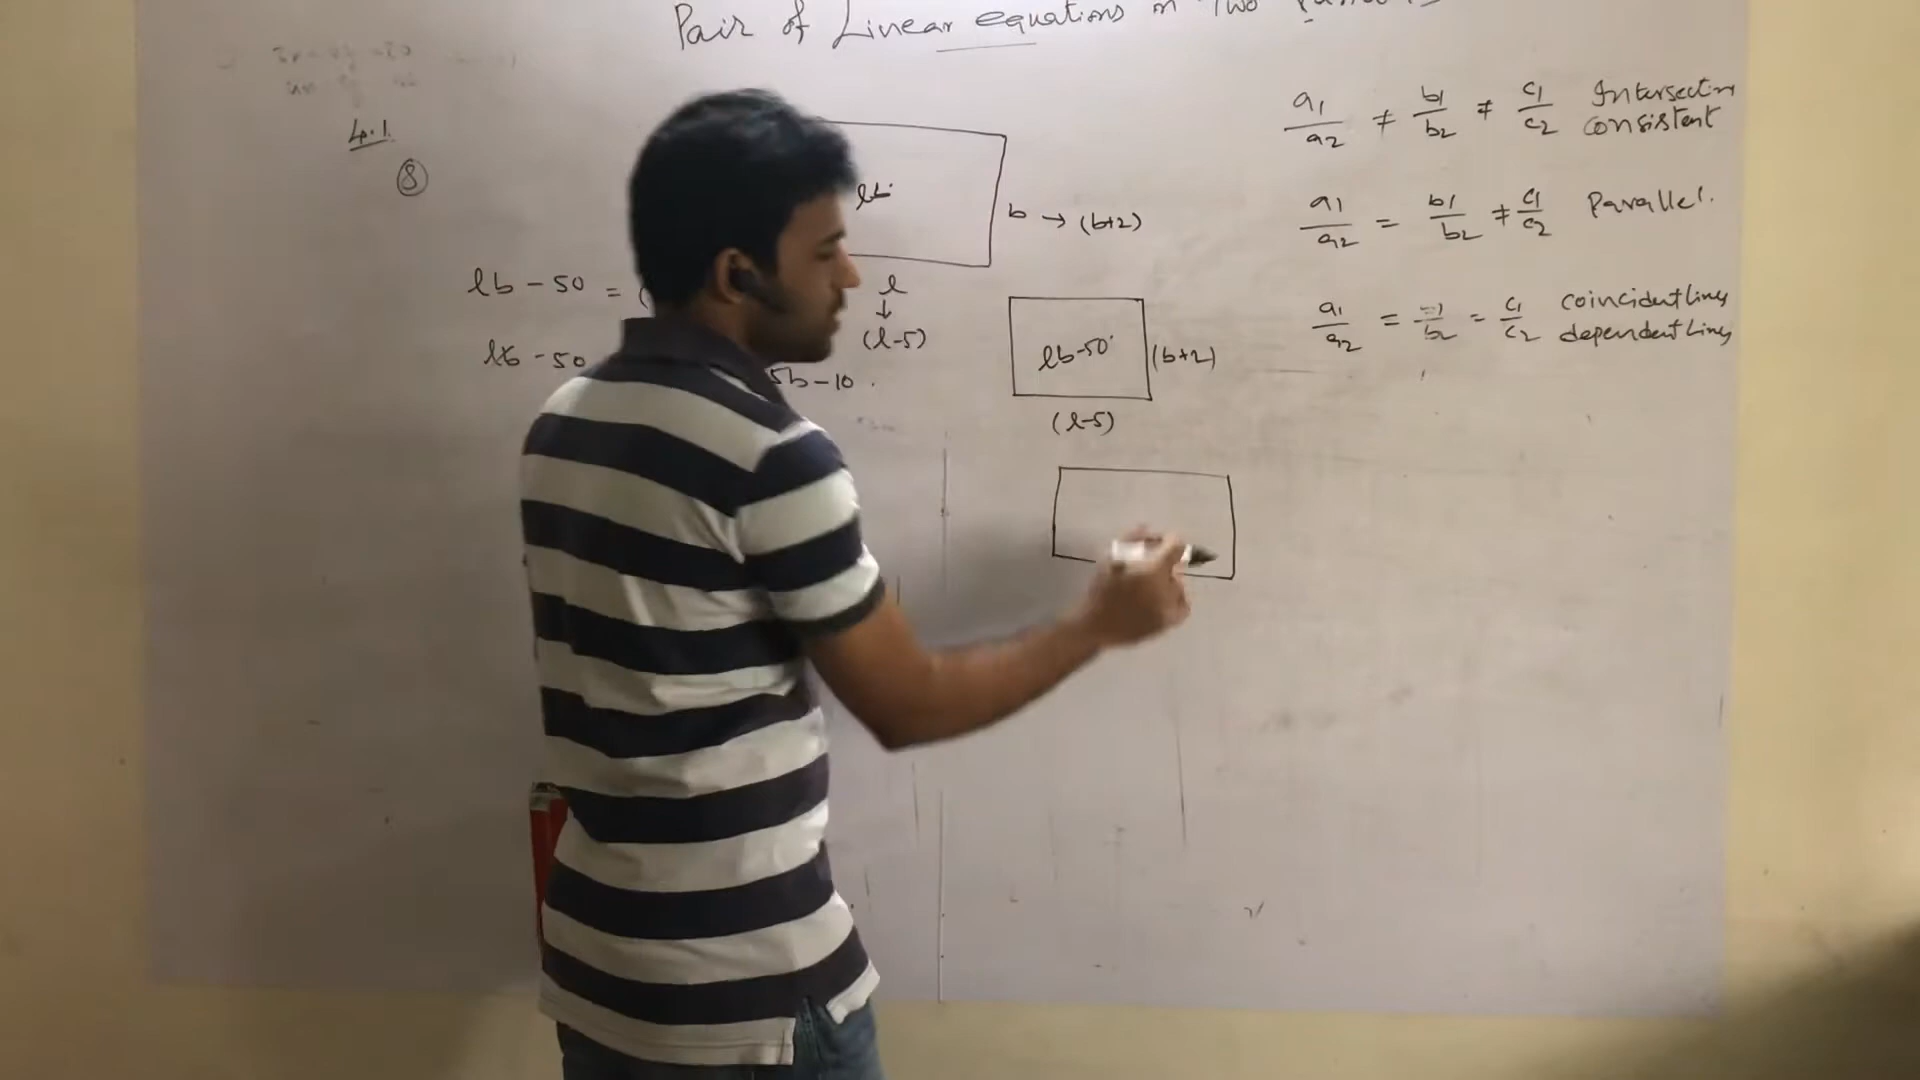 Pair of Linear equations in Two
4.1
8
lb
b → (b+2)
l
↓
(l-5)
lb - 50 = (
lb - 50
5b - 10 .
lb-50
(b+2)
(l-5)
a1/a2 ≠ b1/b2 ≠ c1/c2 Intersecting
consistent
a1/a2 = b1/b2 ≠ c1/c2 Parallel.
a1/a2 = /b2 = c1/c2 coincident lines
dependent lines